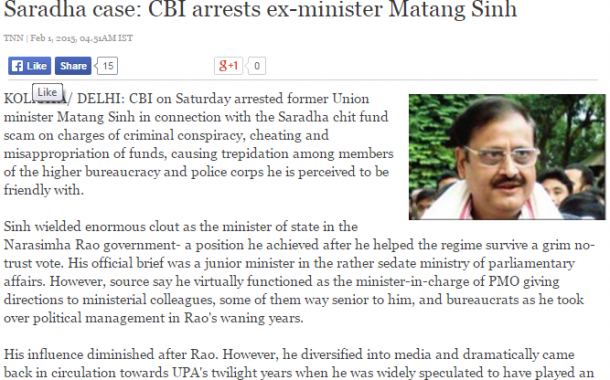 Saradha case: CBI arrests ex-minister Matang Sinh
TNN | Feb 1, 2015, 04.51AM IST
Like Share 15 g+1 0
Like
/ DELHI: CBI on Saturday arrested former Union
minister Matang Sinh in connection with the Saradha chit fund
scam on charges of criminal conspiracy, cheating and
misappropriation of funds, causing trepidation among members
of the higher bureaucracy and police corps he is perceived to be
friendly with.
Sinh wielded enormous clout as the minister of state in the
Narasimha Rao government- a position he achieved after he helped the regime survive a grim no-
trust vote. His official brief was a junior minister in the rather sedate ministry of parliamentary
affairs. However, source say he virtually functioned as the minister-in-charge of PMO giving
directions to ministerial colleagues, some of them way senior to him, and bureaucrats as he took
over political management in Rao's waning years.
His influence diminished after Rao. However, he diversified into media and dramatically came
back in circulation towards UPA's twilight years when he was widely speculated to have played an